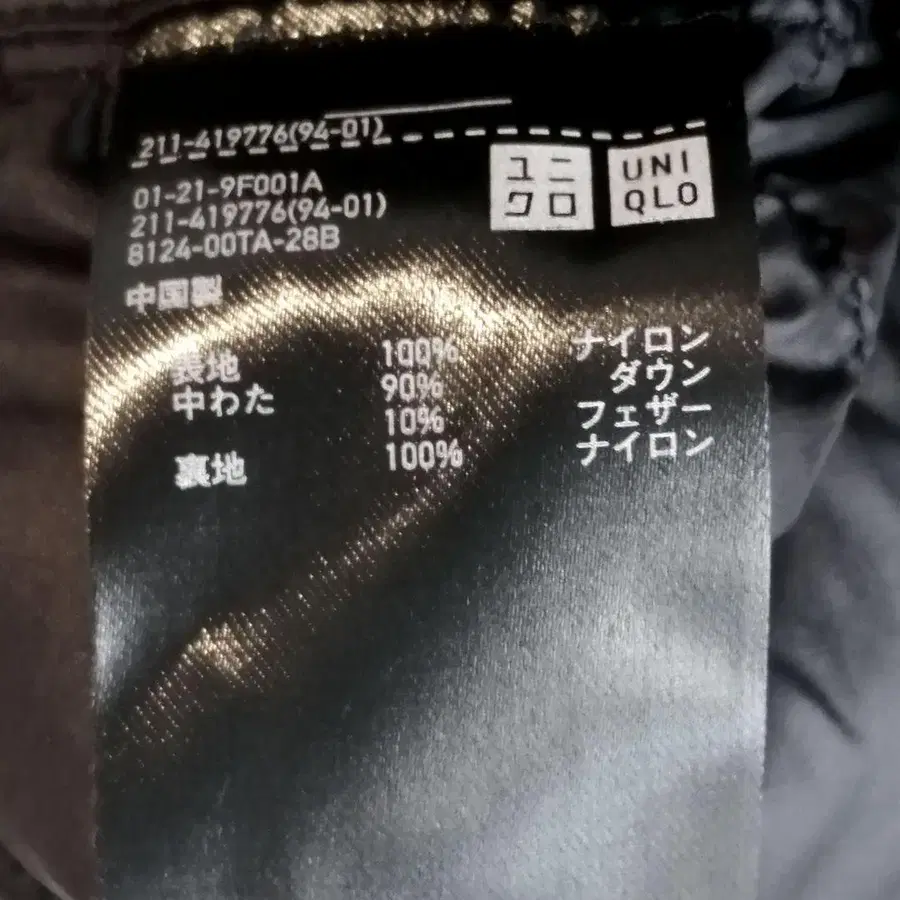 211-419776(94-01)
ユニクロ
UNIQLO
01-21-9F001A
211-419776(94-01)
8124-00TA-28B
中国製
表地 100% ナイロン
中わた 90% ダウン
10% フェザー
裏地 100% ナイロン